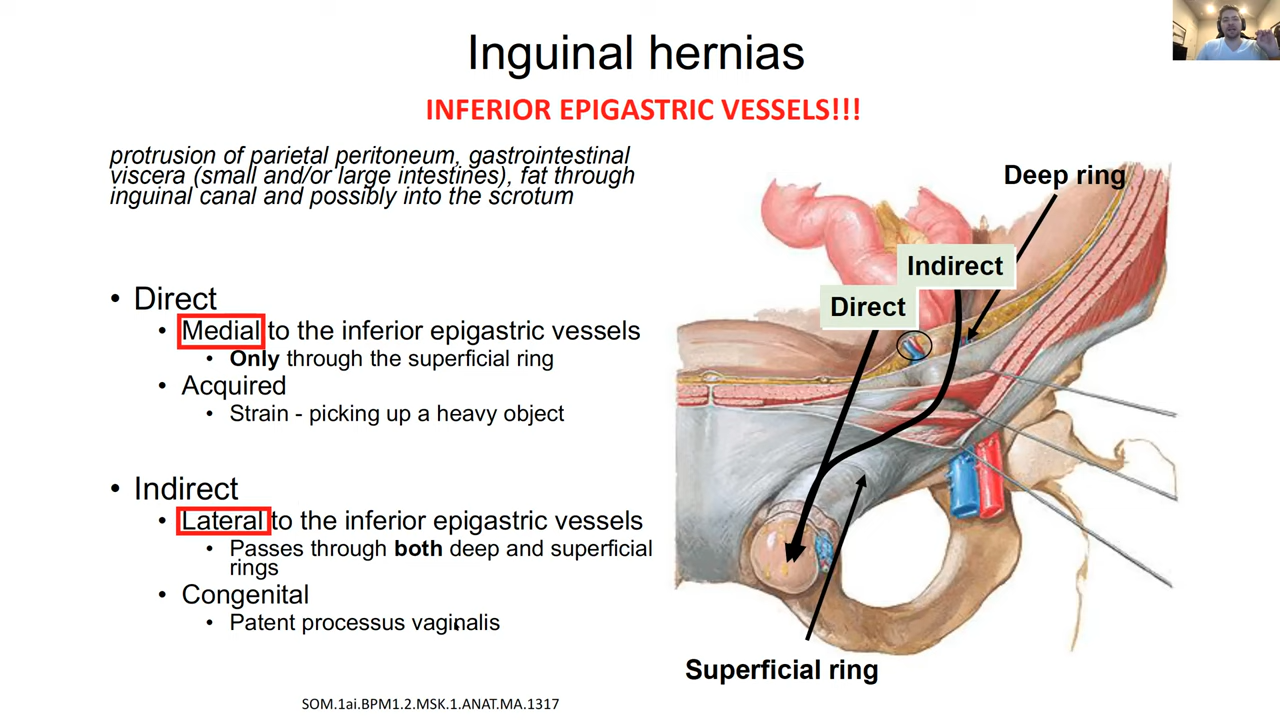 Inguinal hernias
INFERIOR EPIGASTRIC VESSELS!!!
protrusion of parietal peritoneum, gastrointestinal
viscera (small and/or large intestines), fat through
inguinal canal and possibly into the scrotum
• Direct
• Medial to the inferior epigastric vessels
• Only through the superficial ring
• Acquired
• Strain - picking up a heavy object
• Indirect
• Lateral to the inferior epigastric vessels
• Passes through both deep and superficial
rings
• Congenital
• Patent processus vaginalis
Deep ring
Indirect
Direct
Superficial ring
SOM.1ai.BPM1.2.MSK.1.ANAT.MA.1317